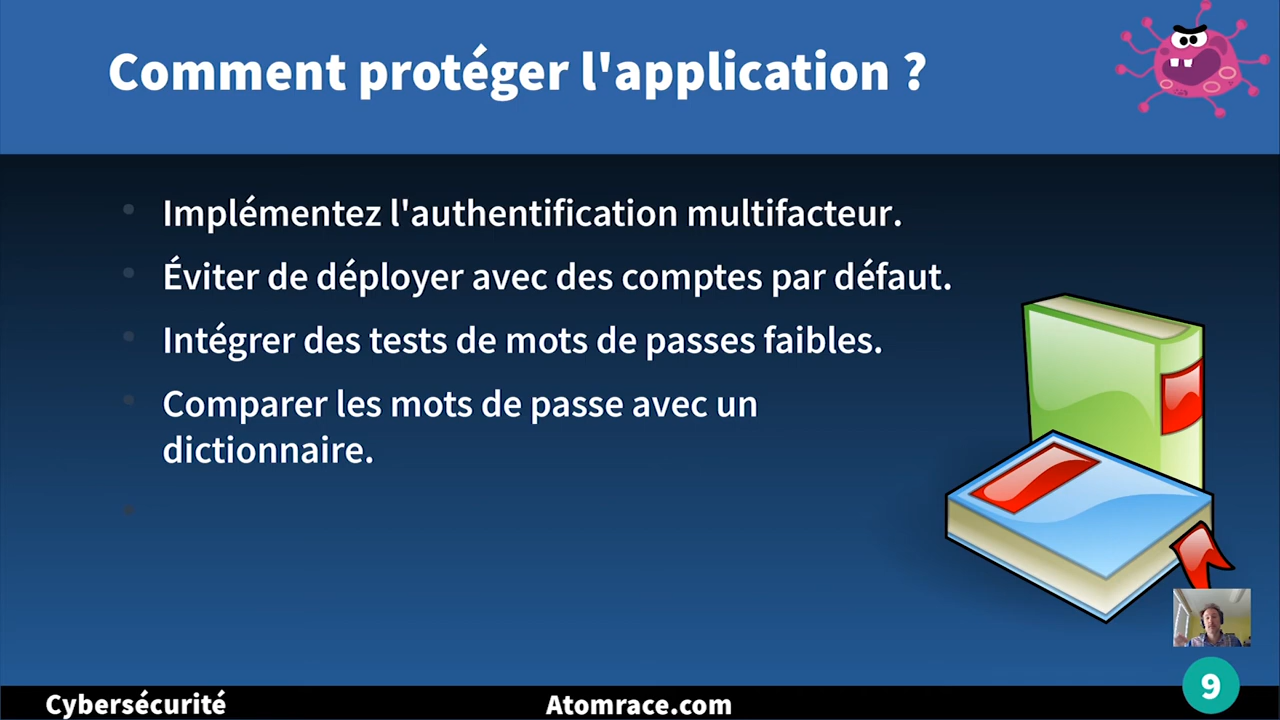 Comment protéger l'application ?
Implémentez l'authentification multifacteur.
Éviter de déployer avec des comptes par défaut.
Intégrer des tests de mots de passes faibles.
Comparer les mots de passe avec un
dictionnaire.
Cybersécurité
Atomrace.com
9